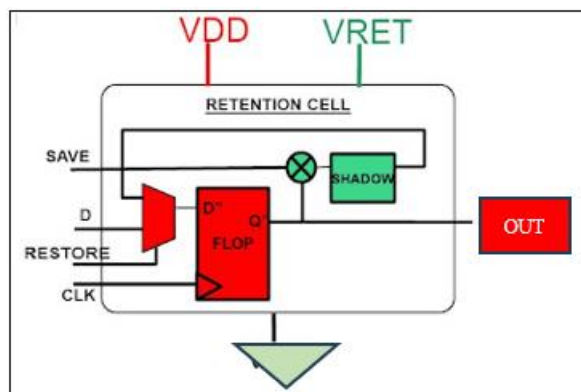 VDD
VRET
RETENTION CELL
SAVE
SHADOW
D
D"
Q'
OUT
FLOP
RESTORE
CLK